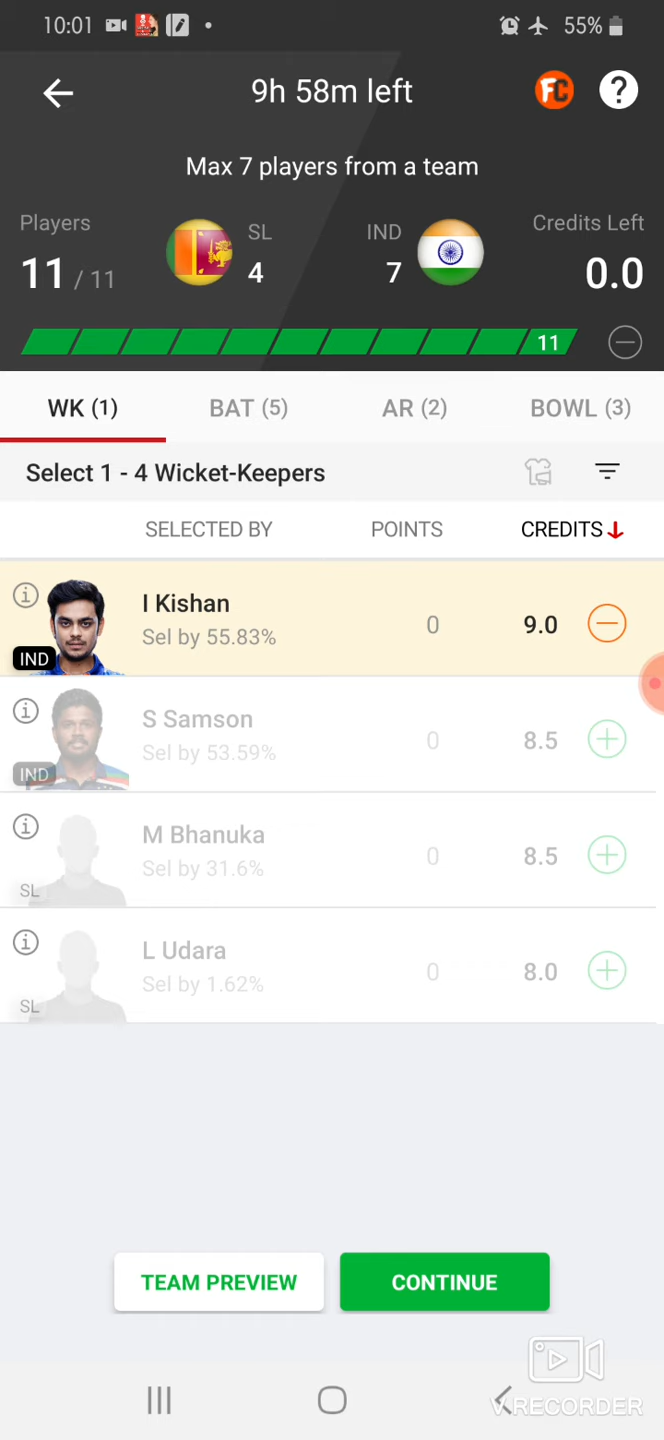 10:01 55%
9h 58m left FC ?
Max 7 players from a team
Players SL IND Credits Left
11 / 11 4 7 0.0
11
WK (1) BAT (5) AR (2) BOWL (3)
Select 1 - 4 Wicket-Keepers
SELECTED BY POINTS CREDITS
I Kishan
Sel by 55.83% 0 9.0
IND
S Samson
Sel by 53.59% 0 8.5
IND
M Bhanuka
Sel by 31.6% 0 8.5
SL
L Udara
Sel by 1.62% 0 8.0
SL
TEAM PREVIEW CONTINUE
V.RECORDER